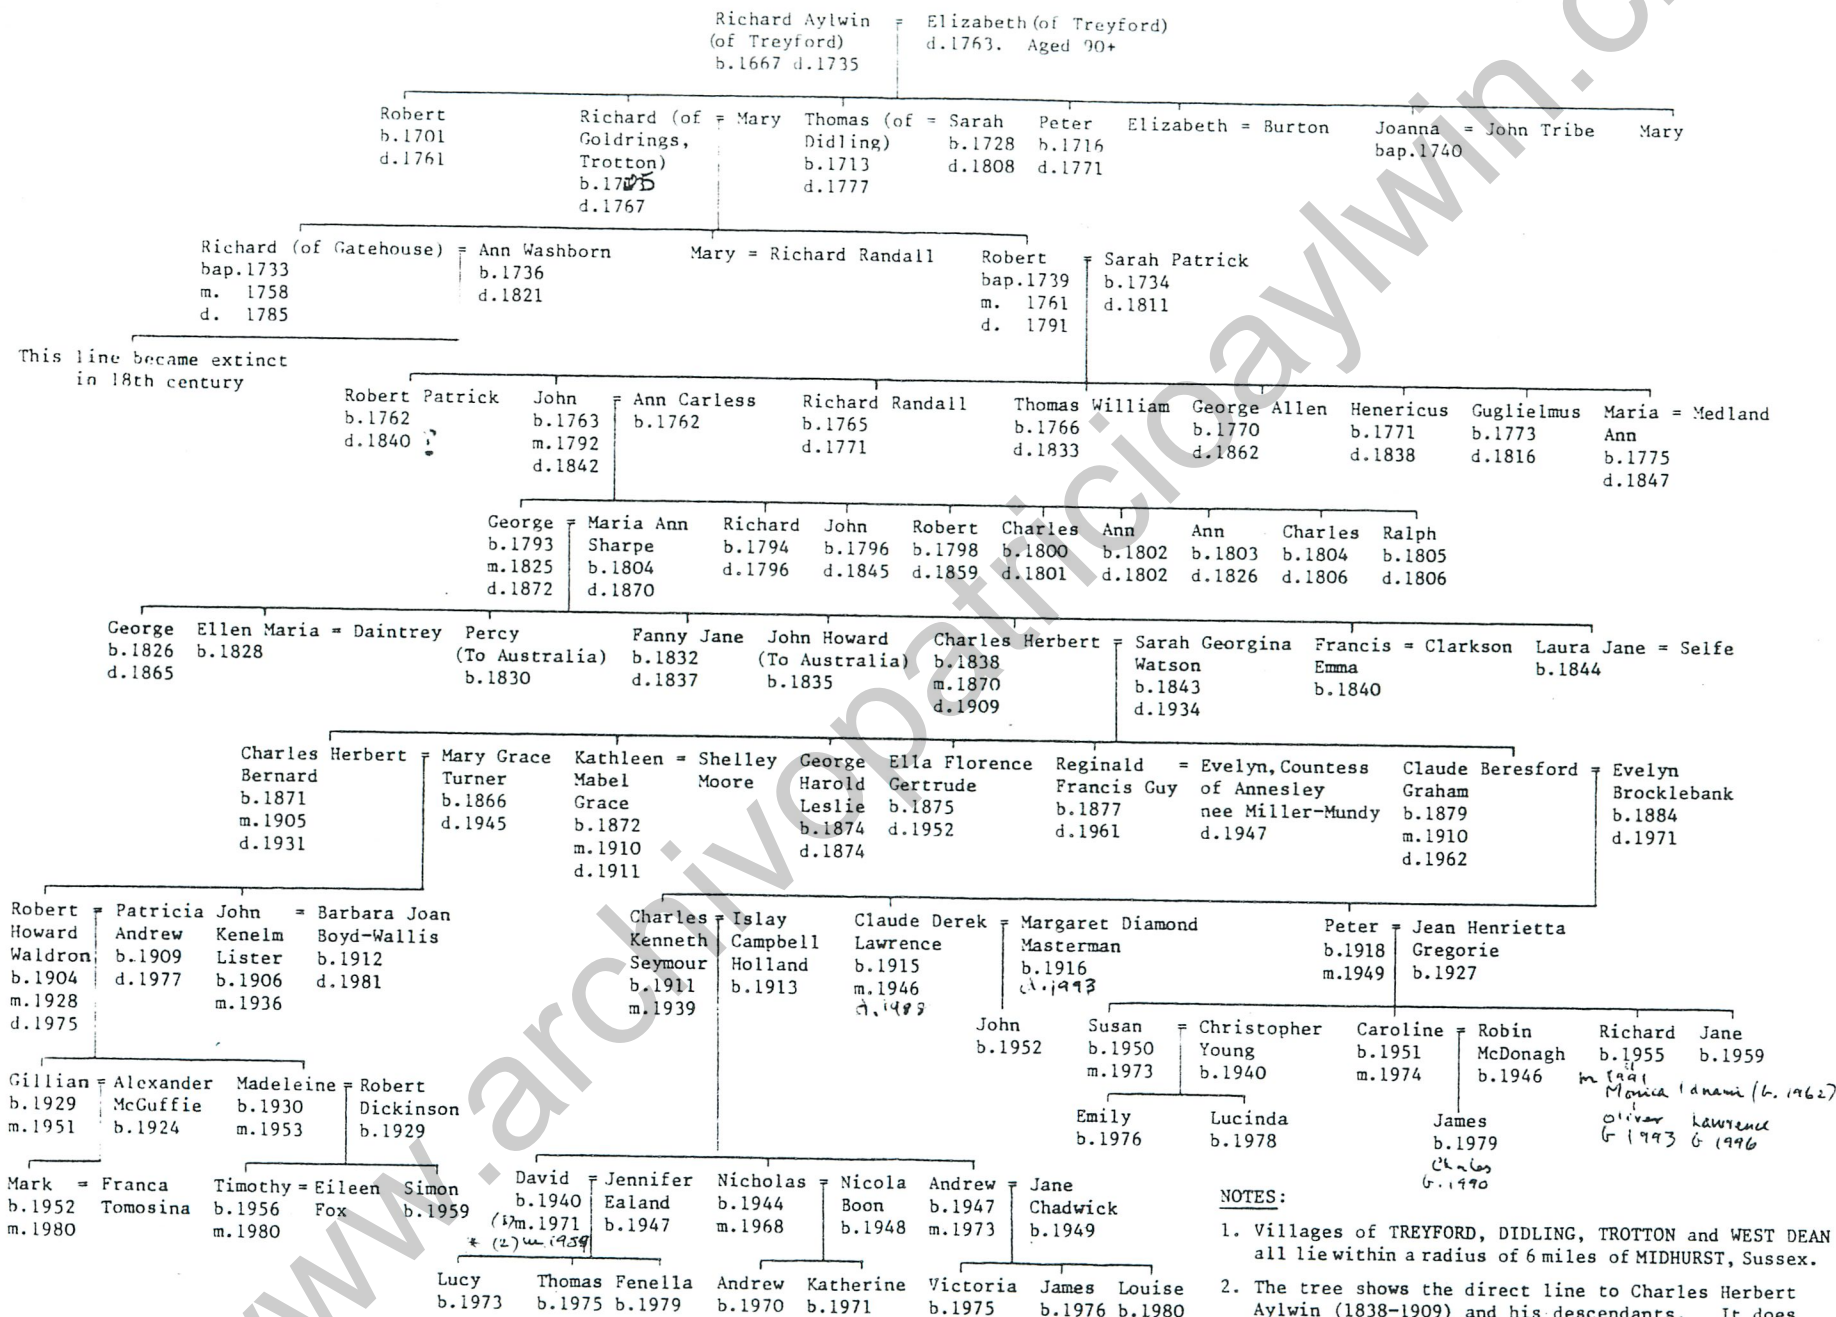 Richard Aylwin = Elizabeth (of Treyford)
(of Treyford) d.1763. Aged 90+
b.1667 d.1735
Robert
b.1701
d.1761
Richard (of = Mary
Goldrings,
Trotton)
d.1767
Thomas (of = Sarah
Didling) b.1728
b.1713 d.1808
d.1777
Peter
b.1716
d.1771
Elizabeth = Burton
Joanna = John Tribe
bap.1740
Mary
Richard (of Gatehouse) = Ann Washborn
bap.1733 b.1736
m. 1758 d.1821
d. 1785
Mary = Richard Randall
Robert = Sarah Patrick
bap.1739 b.1734
m. 1761 d.1811
d. 1791
This line became extinct
in 18th century
Robert Patrick
b.1762
d.1840 ?
John = Ann Carless
b.1763 b.1762
m.1792
d.1842
Richard Randall
b.1765
d.1771
Thomas William
b.1766
d.1833
George Allen
b.1770
d.1862
Henericus
b.1771
d.1838
Guglielmus
b.1773
d.1816
Maria = Medland
Ann
b.1775
d.1847
George = Maria Ann
b.1793 Sharpe
m.1825 b.1804
d.1872 d.1870
Richard
b.1794
d.1796
John
b.1796
d.1845
Robert
b.1798
d.1859
Charles
b.1800
d.1801
Ann
b.1802
d.1802
Ann
b.1803
d.1826
Charles
b.1804
d.1806
Ralph
b.1805
d.1806
George
b.1826
d.1865
Ellen Maria = Daintrey
b.1828
Percy
(To Australia)
b.1830
Fanny Jane
b.1832
d.1837
John Howard
(To Australia)
b.1835
Charles Herbert = Sarah Georgina
b.1838 Watson
m.1870 b.1843
d.1909 d.1934
Francis = Clarkson
Emma
b.1840
Laura Jane = Selfe
b.1844
Charles Herbert = Mary Grace
Bernard Turner
b.1871 b.1866
m.1905 d.1945
d.1931
Kathleen = Shelley
Mabel Moore
Grace
b.1872
m.1910
d.1911
George
Harold
Leslie
b.1874
d.1874
Ella Florence
Gertrude
b.1875
d.1952
Reginald = Evelyn, Countess
Francis Guy of Annesley
b.1877 nee Miller-Mundy
d.1961 d.1947
Claude Beresford = Evelyn
Graham Brocklebank
b.1879 b.1884
m.1910 d.1971
d.1962
Robert = Patricia
Howard Andrew
Waldron b.1909
b.1904 d.1977
m.1928
d.1975
John = Barbara Joan
Kenelm Boyd-Wallis
Lister b.1912
b.1906 d.1981
m.1936
Charles = Islay
Kenneth Campbell
Seymour Holland
b.1911 b.1913
m.1939
Claude Derek = Margaret Diamond
Lawrence Masterman
b.1915 b.1916
m.1946 d.1993
Peter = Jean Henrietta
b.1918 Gregorie
m.1949 b.1927
John
b.1952
Susan = Christopher
b.1950 Young
m.1973 b.1940
Caroline = Robin
b.1951 McDonagh
m.1974 b.1946
Richard
b.1955
m 1991
Monica (b. 1962)
Jane
b.1959
Oliver Lawrence
b 1993 b 1996
Gillian = Alexander
b.1929 McGuffie
m.1951 b.1924
Madeleine = Robert
b.1930 Dickinson
m.1953 b.1929
Emily
b.1976
Lucinda
b.1978
James
b.1979
Charles
b.1990
Mark = Franca
b.1952 Tomosina
m.1980
Timothy = Eileen
b.1956 Fox
m.1980
Simon
b.1959
David = Jennifer
b.1940 Ealand
(1) m.1971 b.1947
* (2) m.1989
Nicholas = Nicola
b.1944 Boon
m.1968 b.1948
Andrew = Jane
b.1947 Chadwick
m.1973 b.1949
Lucy
b.1973
Thomas
b.1975
Fenella
b.1979
Andrew
b.1970
Katherine
b.1971
Victoria
b.1975
James
b.1976
Louise
b.1980
NOTES:
1. Villages of TREYFORD, DIDLING, TROTTON and WEST DEAN
all lie within a radius of 6 miles of MIDHURST, Sussex.
2. The tree shows the direct line to Charles Herbert
Aylwin (1838-1909) and his descendants. It does
www.archivopatricioaylwin.c